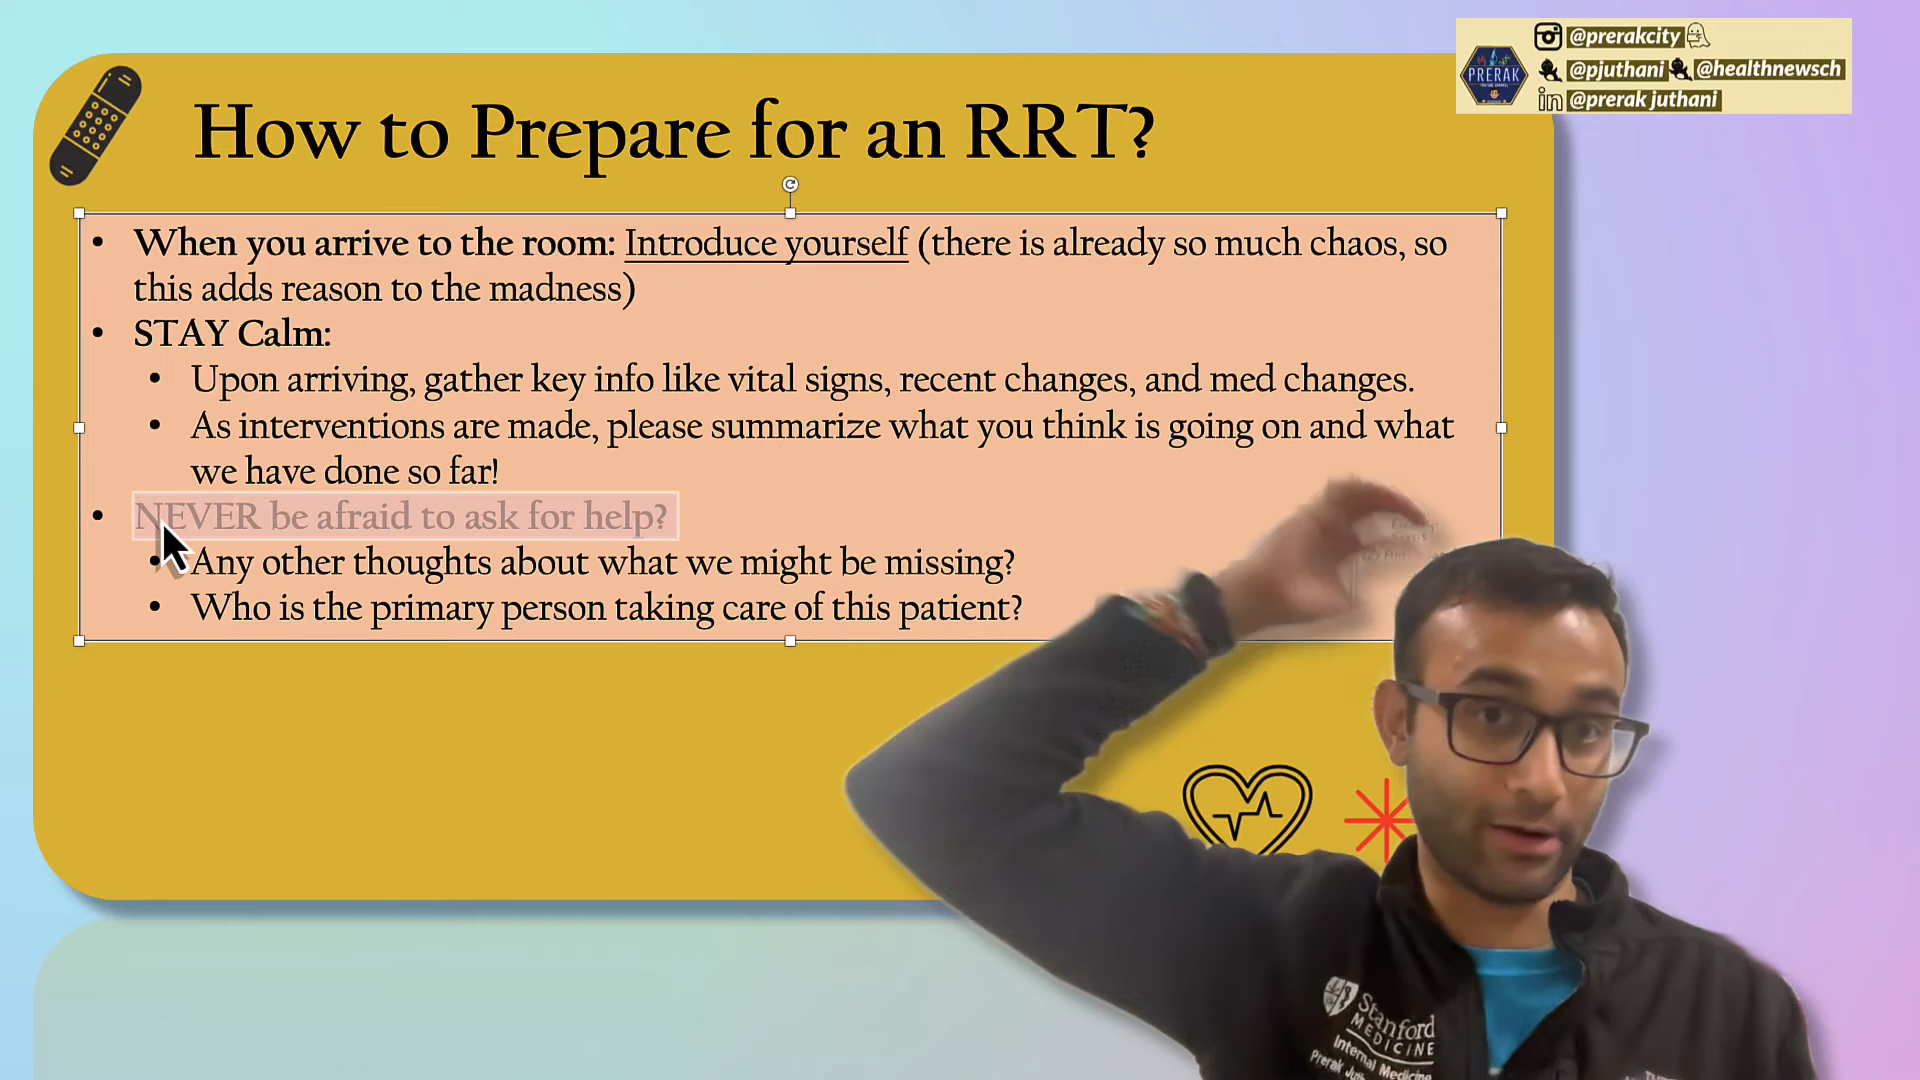 @prerakcity
@pjuthani @healthnewsch
PRERAK
in @prerak juthani
How to Prepare for an RRT?
• When you arrive to the room: Introduce yourself (there is already so much chaos, so
this adds reason to the madness)
• STAY Calm:
• Upon arriving, gather key info like vital signs, recent changes, and med changes.
• As interventions are made, please summarize what you think is going on and what
we have done so far!
• NEVER be afraid to ask for help?
• Any other thoughts about what we might be missing?
• Who is the primary person taking care of this patient?
Stanford
MEDICINE
Internal Medicine
Prerak